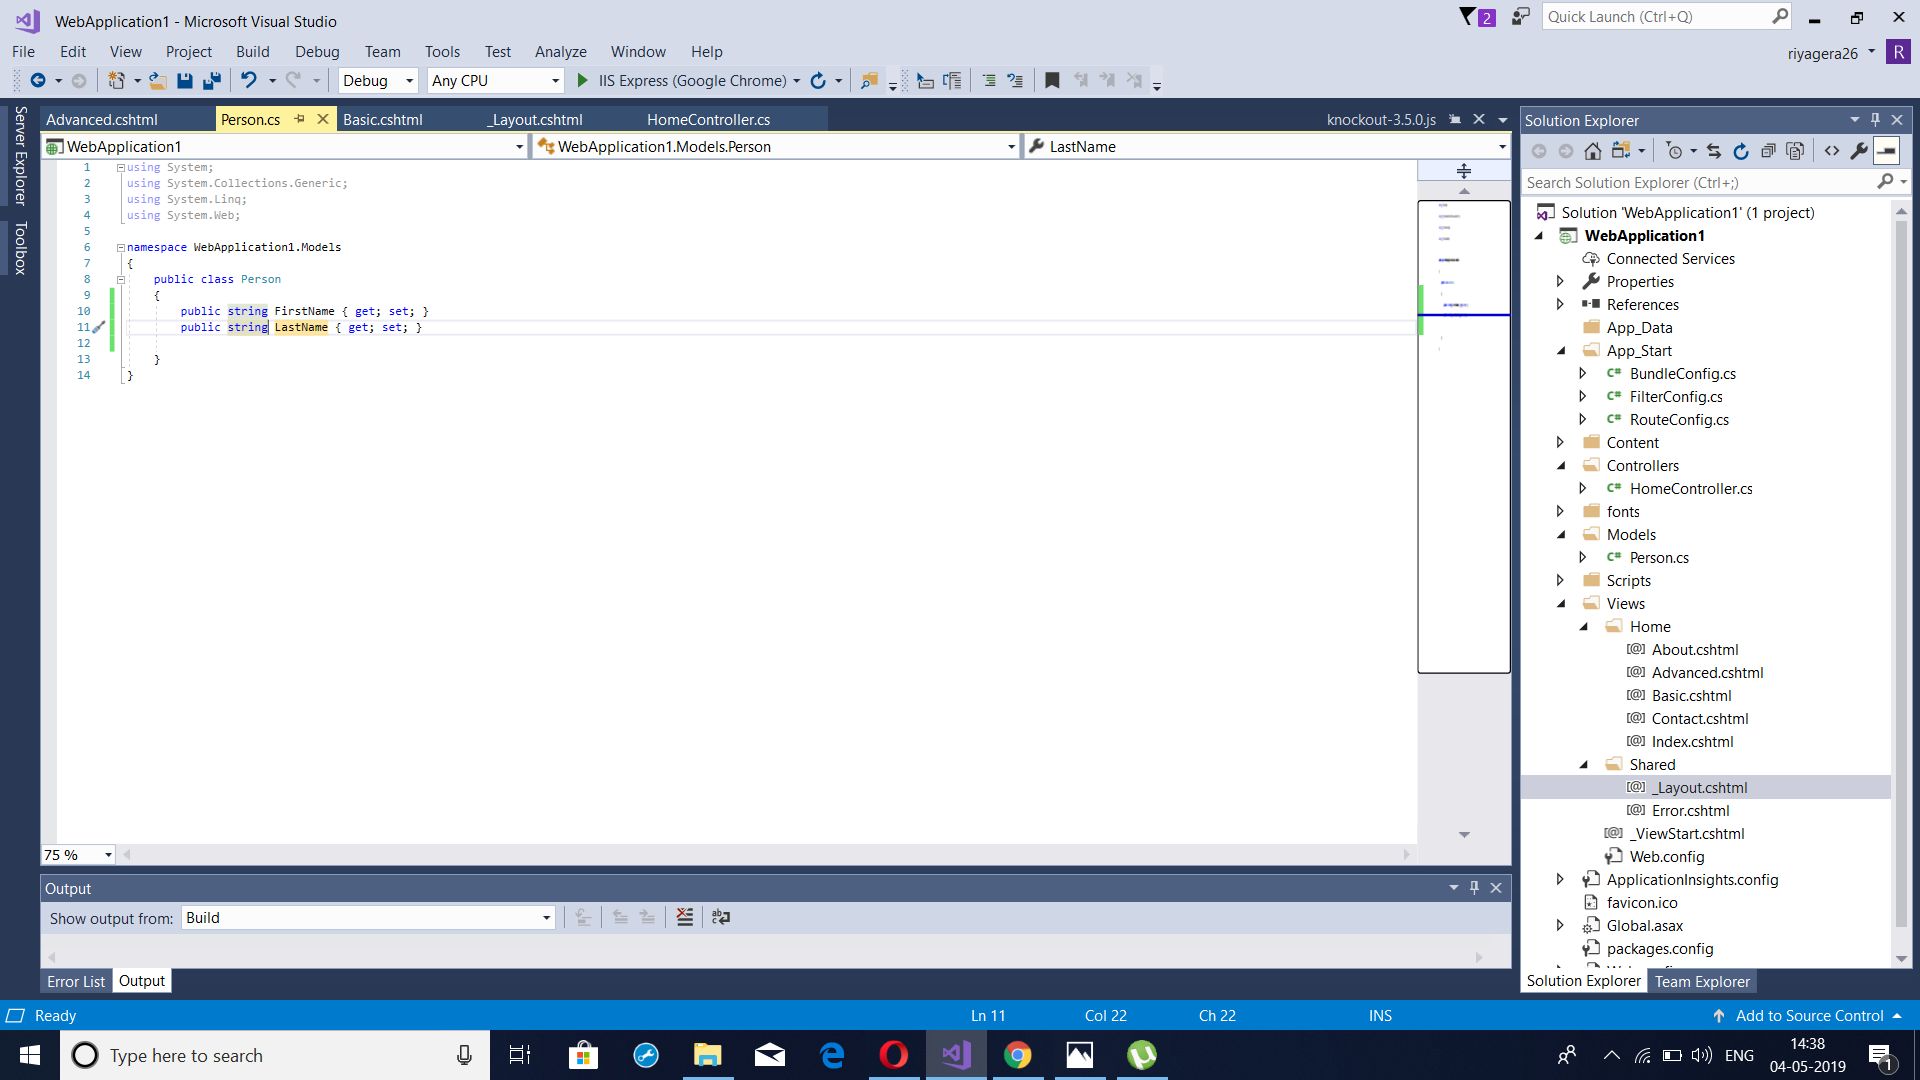 WebApplication1 - Microsoft Visual Studio
2
Quick Launch (Ctrl+Q)
File Edit View Project Build Debug Team Tools Test Analyze Window Help
riyagera26
R
Debug
Any CPU
IIS Express (Google Chrome)
Server Explorer
Toolbox
Advanced.cshtml
Person.cs
Basic.cshtml
_Layout.cshtml
HomeController.cs
knockout-3.5.0.js
WebApplication1
WebApplication1.Models.Person
LastName
1 using System;
2 using System.Collections.Generic;
3 using System.Linq;
4 using System.Web;
5
6 namespace WebApplication1.Models
7 {
8 public class Person
9 {
10 public string FirstName { get; set; }
11 public string LastName { get; set; }
12
13 }
14 }
75 %
Output
Show output from: Build
Error List
Output
Solution Explorer
Search Solution Explorer (Ctrl+;)
Solution 'WebApplication1' (1 project)
WebApplication1
Connected Services
Properties
References
App_Data
App_Start
C# BundleConfig.cs
C# FilterConfig.cs
C# RouteConfig.cs
Content
Controllers
C# HomeController.cs
fonts
Models
C# Person.cs
Scripts
Views
Home
[@] About.cshtml
[@] Advanced.cshtml
[@] Basic.cshtml
[@] Contact.cshtml
[@] Index.cshtml
Shared
[@] _Layout.cshtml
[@] Error.cshtml
[@] _ViewStart.cshtml
Web.config
ApplicationInsights.config
favicon.ico
Global.asax
packages.config
Solution Explorer
Team Explorer
Ready
Ln 11
Col 22
Ch 22
INS
Add to Source Control
Type here to search
ENG
14:38
04-05-2019
1